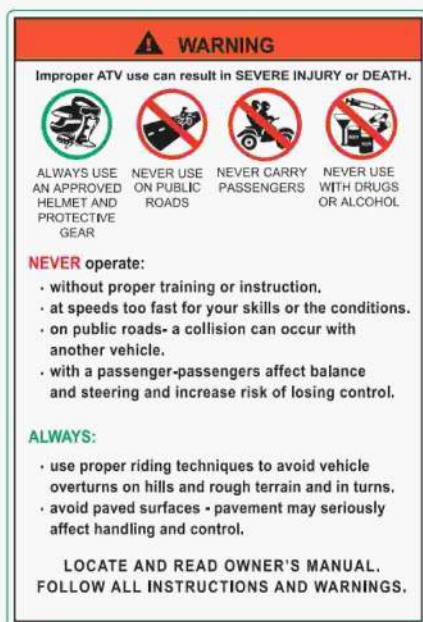 WARNING
Improper ATV use can result in SEVERE INJURY or DEATH.
ALWAYS USE
AN APPROVED
HELMET AND
PROTECTIVE
GEAR
NEVER USE
ON PUBLIC
ROADS
NEVER CARRY
PASSENGERS
NEVER USE
WITH DRUGS
OR ALCOHOL
NEVER operate:
· without proper training or instruction.
· at speeds too fast for your skills or the conditions.
· on public roads- a collision can occur with
another vehicle.
· with a passenger-passengers affect balance
and steering and increase risk of losing control.
ALWAYS:
· use proper riding techniques to avoid vehicle
overturns on hills and rough terrain and in turns.
· avoid paved surfaces - pavement may seriously
affect handling and control.
LOCATE AND READ OWNER'S MANUAL.
FOLLOW ALL INSTRUCTIONS AND WARNINGS.